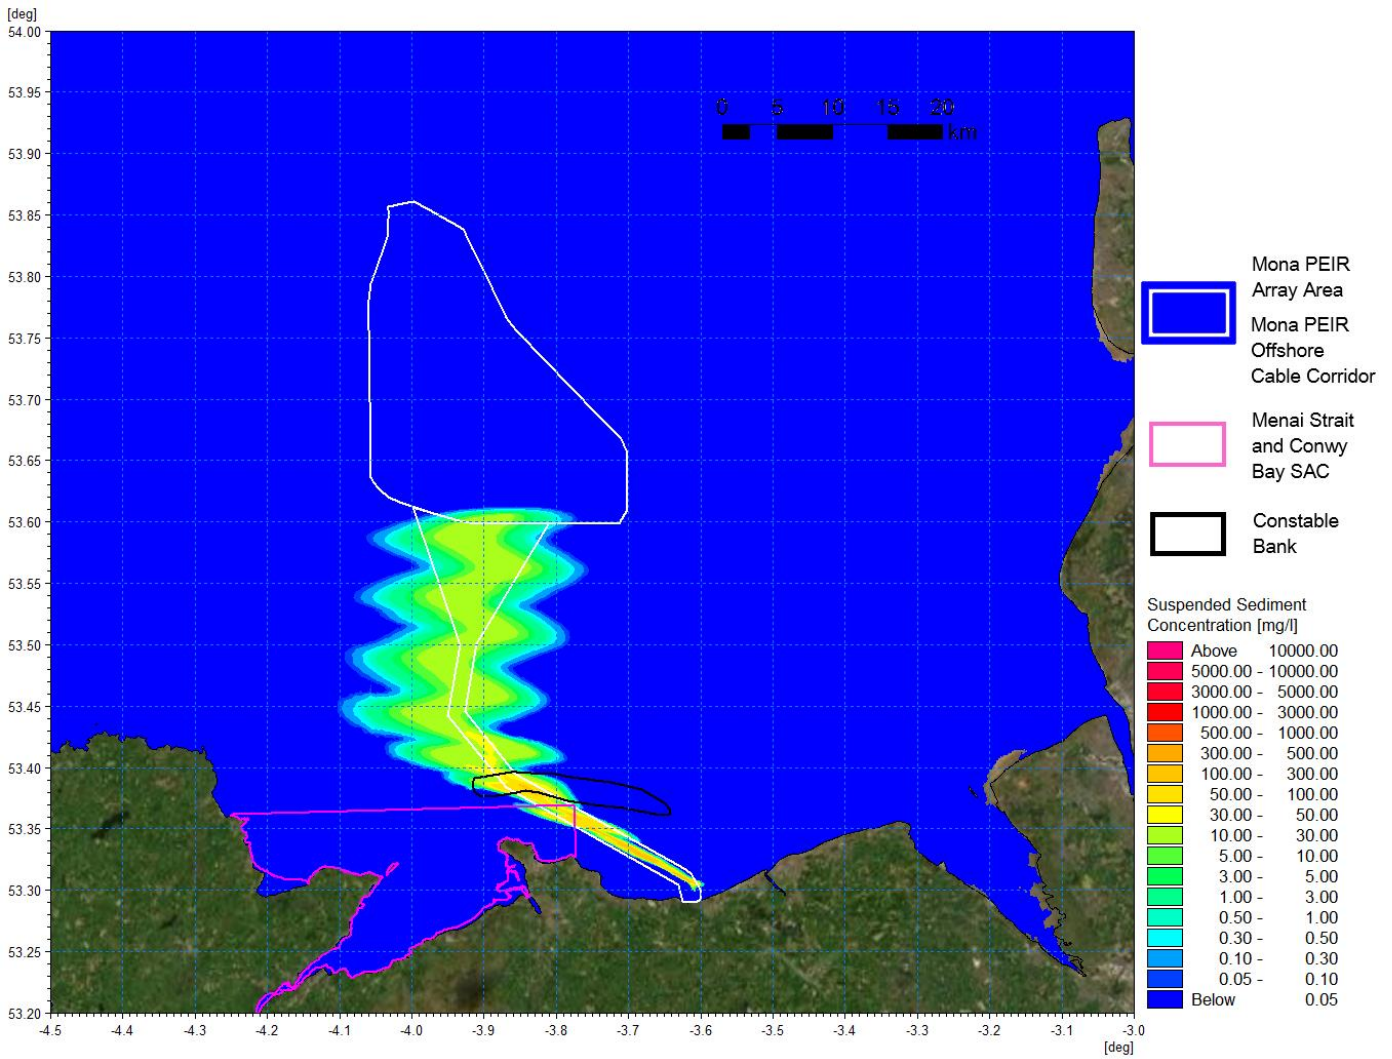 [deg]
54.00
53.95
53.90
53.85
53.80
53.75
53.70
53.65
53.60
53.55
53.50
53.45
53.40
53.35
53.30
53.25
53.20
-4.5 -4.4 -4.3 -4.2 -4.1 -4.0 -3.9 -3.8 -3.7 -3.6 -3.5 -3.4 -3.3 -3.2 -3.1 -3.0
[deg]
0 5 10 15 20
km
Mona PEIR
Array Area
Mona PEIR
Offshore
Cable Corridor
Menai Strait
and Conwy
Bay SAC
Constable
Bank
Suspended Sediment
Concentration [mg/l]
Above 10000.00
5000.00 - 10000.00
3000.00 - 5000.00
1000.00 - 3000.00
500.00 - 1000.00
300.00 - 500.00
100.00 - 300.00
50.00 - 100.00
30.00 - 50.00
10.00 - 30.00
5.00 - 10.00
3.00 - 5.00
1.00 - 3.00
0.50 - 1.00
0.30 - 0.50
0.10 - 0.30
0.05 - 0.10
Below 0.05